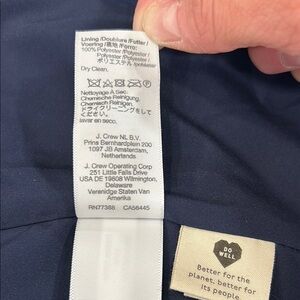 Lining /Doublure /Futter/
Voering /底地 /Forro:
100% Polyester/Polyester/
Polyester/Polyester/
ポリエステル /poliéster
Dry Clean.
Nettoyage A Sec.
Chemische Reinigung.
Chemisch Reinigen.
ドライクリーニングして
ください。
lavar en seco.
J. Crew NL B.V.
Prins Bernhardplein 200
1097 JB Amsterdam,
Netherlands
J. Crew Operating Corp
251 Little Falls Drive
USA DE 19808 Wilmington,
Delaware
Verenidge Staten Van
Amerika
RN77388 CA56445
DO
WELL
Better for the
planet, better for
its people.